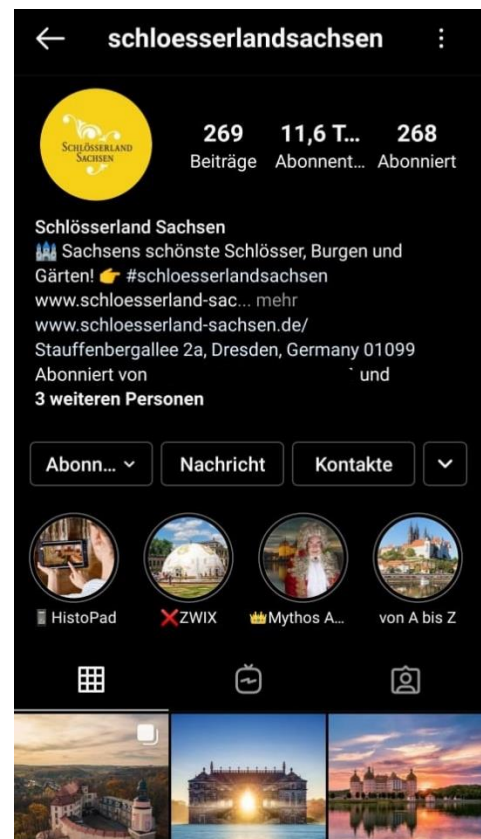 schloesserlandsachsen
SCHLÖSSERLAND
SACHSEN
269 11,6 T... 268
Beiträge Abonnent... Abonniert
Schlösserland Sachsen
🏰 Sachsens schönste Schlösser, Burgen und
Gärten! 👉 #schloesserlandsachsen
www.schloesserland-sac... mehr
www.schloesserland-sachsen.de/
Stauffenbergallee 2a, Dresden, Germany 01099
Abonniert von und
3 weiteren Personen
Abonn... Nachricht Kontakte
HistoPad ❌ZWIX 👑Mythos A... von A bis Z